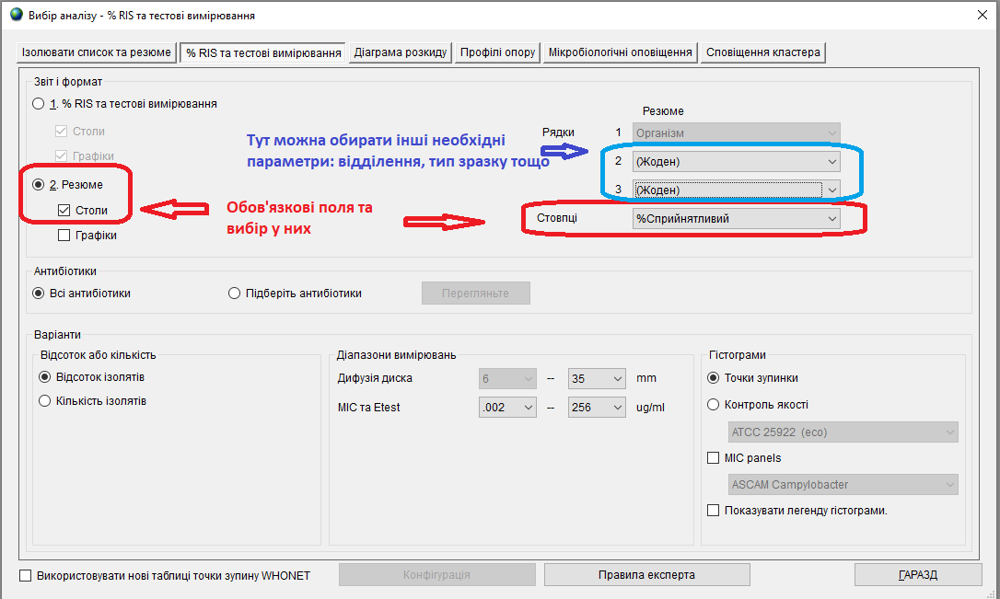 Вибір аналізу - % RIS та тестові вимірювання
Ізолювати список та резюме
% RIS та тестові вимірювання
Діаграма розкиду
Профілі опору
Мікробіологічні оповіщення
Сповіщення кластера
Звіт і формат
1. % RIS та тестові вимірювання
Столи
Графіки
2. Резюме
Столи
Графіки
Тут можна обирати інші необхідні
параметри: відділення, тип зразку тощо
Обов'язкові поля та
вибір у них
Резюме
Рядки
1 Організм
2 (Жоден)
3 (Жоден)
Стовпці %Сприйнятливий
Антибіотики
Всі антибіотики
Підберіть антибіотики
Перегляньте
Варіанти
Відсоток або кількість
Відсоток ізолятів
Кількість ізолятів
Діапазони вимірювань
Дифузія диска 6 -- 35 mm
MIC та Etest .002 -- 256 ug/ml
Гістограми
Точки зупинки
Контроль якості
ATCC 25922 (eco)
MIC panels
ASCAM Campylobacter
Показувати легенду гістограми.
Використовувати нові таблиці точки зупину WHONET
Конфігурація
Правила експерта
ГАРАЗД